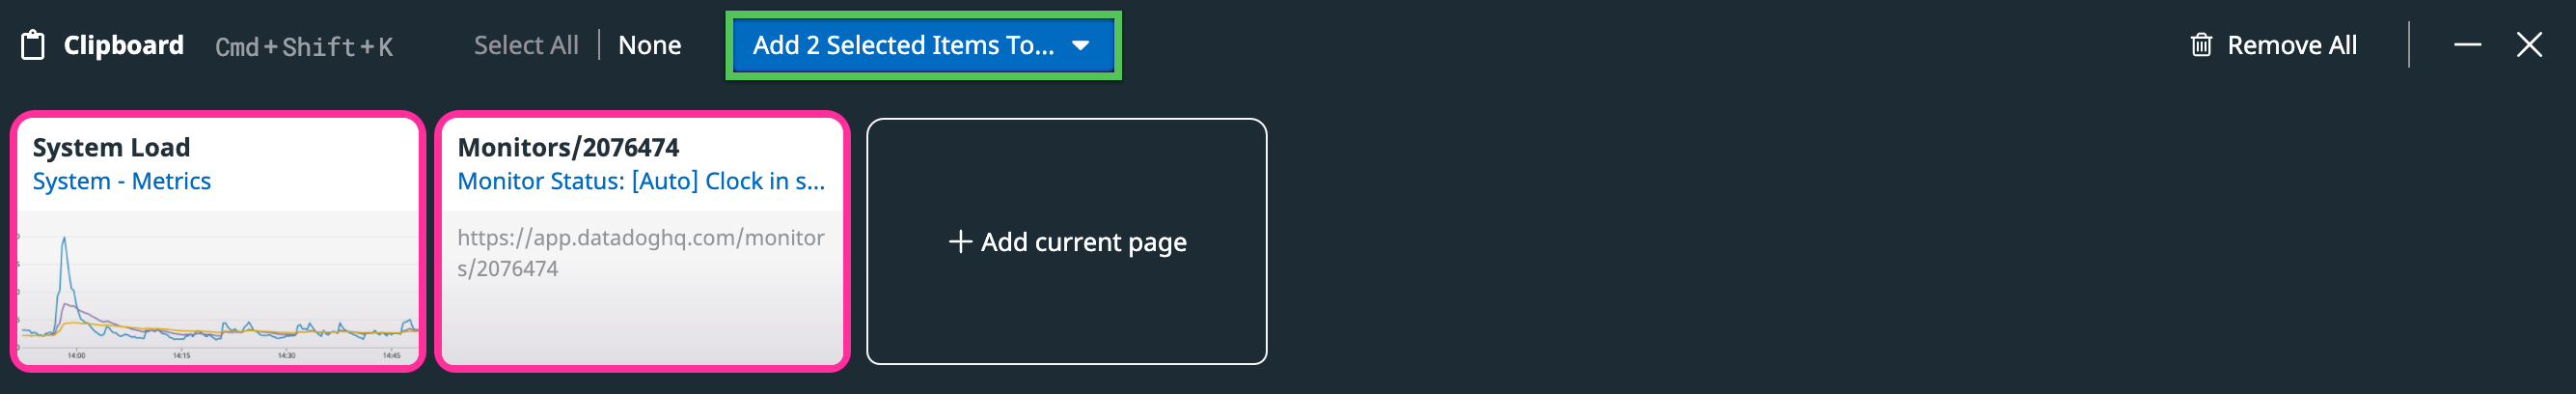 Clipboard Cmd+Shift+K Select All None Add 2 Selected Items To... Remove All
System Load
System - Metrics
14:00 14:15 14:30 14:45
Monitors/2076474
Monitor Status: [Auto] Clock in s...
https://app.datadoghq.com/monitor
s/2076474
Add current page